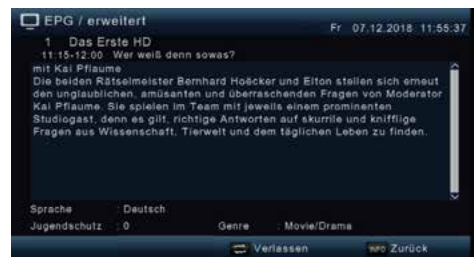 EPG / erweitert
Fr 07.12.2018 11:55:37
1 Das Erste HD
11:15-12:00 Wer weiß denn sowas?
mit Kai Pflaume
Die beiden Rätselmeister Bernhard Hoëcker und Elton stellen sich erneut
den unglaublichen, amüsanten und überraschenden Fragen von Moderator
Kai Pflaume. Sie spielen im Team mit jeweils einem prominenten
Studiogast, denn es gilt, richtige Antworten auf skurrile und knifflige
Fragen aus Wissenschaft, Tierwelt und dem täglichen Leben zu finden.
Sprache : Deutsch
Jugendschutz : 0 Genre : Movie/Drama
Verlassen INFO Zurück